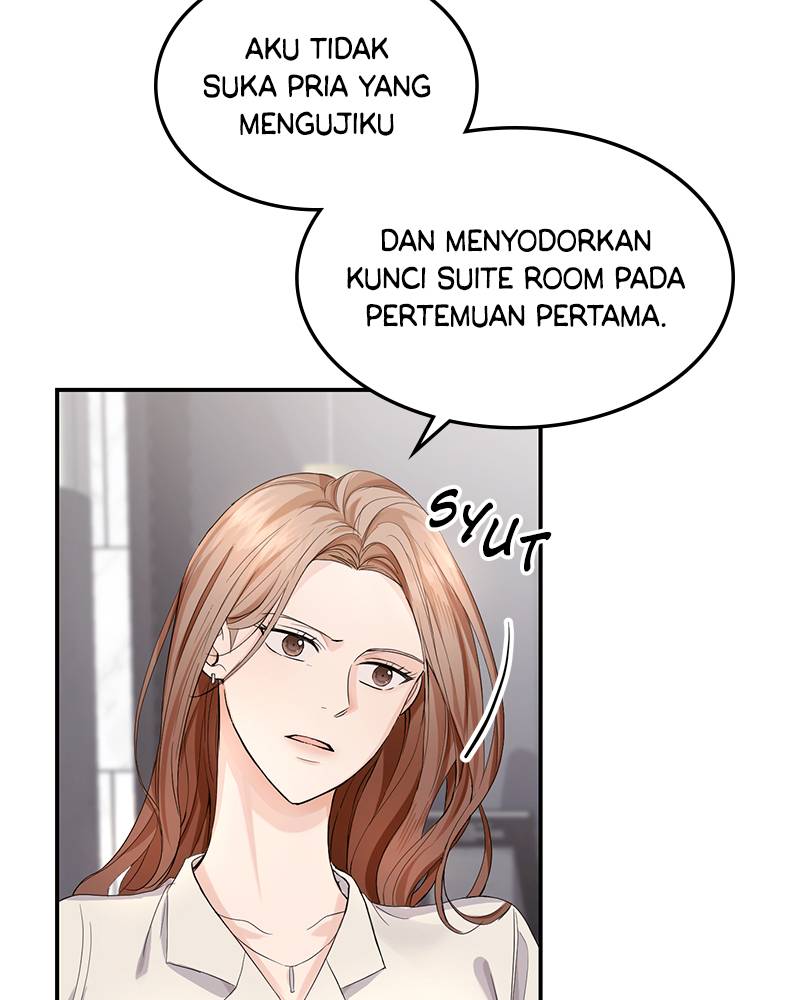 AKU TIDAK
SUKA PRIA YANG
MENGUJIKU
DAN MENYODORKAN
KUNCI SUITE ROOM PADA
PERTEMUAN PERTAMA.
SYUT